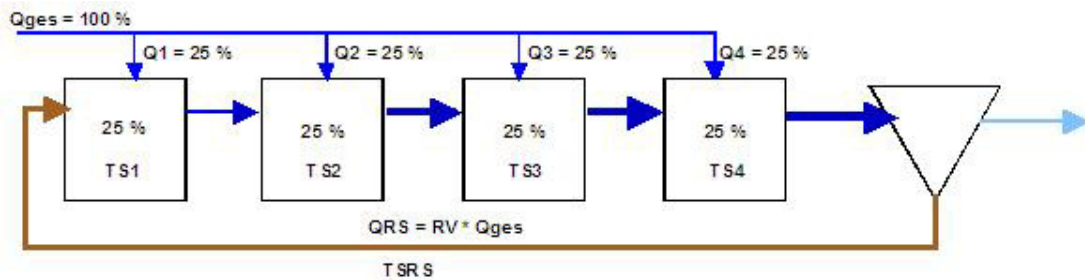 Qges = 100 %
Q1 = 25 % Q2 = 25 % Q3 = 25 % Q4 = 25 %
25 % 25 % 25 % 25 %
TS1 TS2 TS3 TS4
QRS = RV * Qges
TSRS